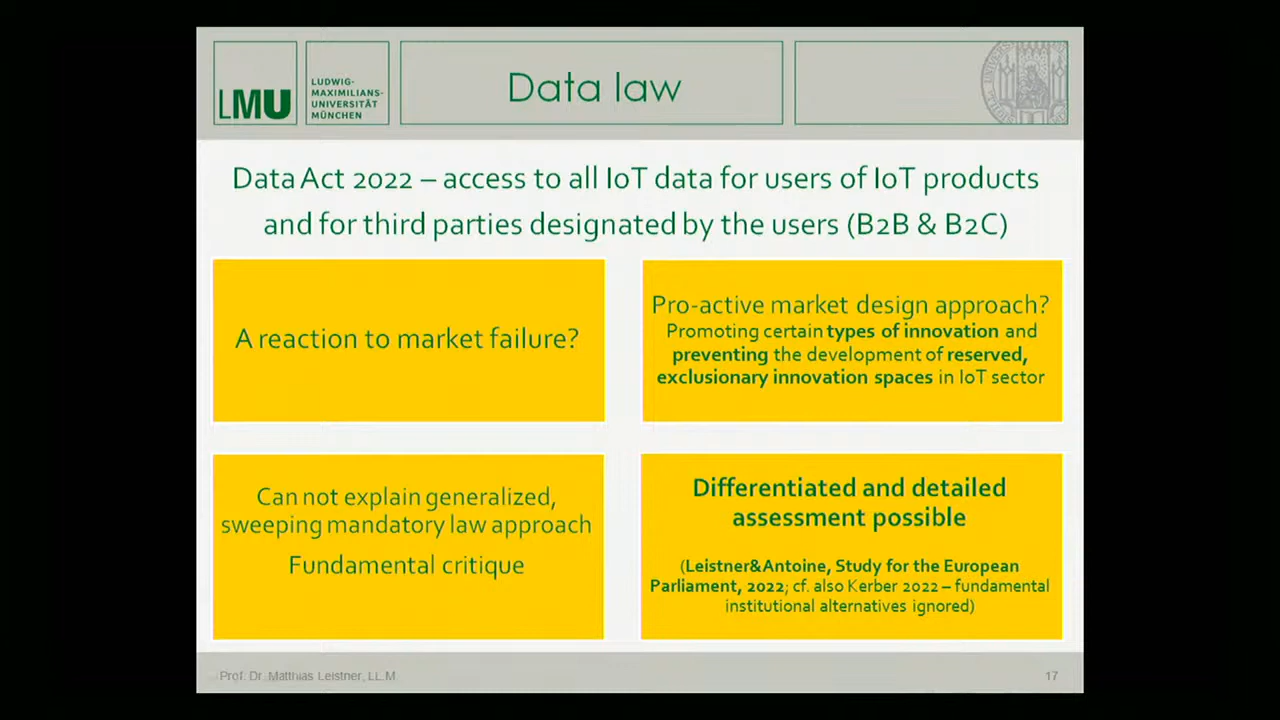 LMU
LUDWIG-
MAXIMILIANS-
UNIVERSITÄT
MÜNCHEN
Data law
Data Act 2022 – access to all IoT data for users of IoT products
and for third parties designated by the users (B2B & B2C)
A reaction to market failure?
Pro-active market design approach?
Promoting certain types of innovation and
preventing the development of reserved,
exclusionary innovation spaces in IoT sector
Can not explain generalized,
sweeping mandatory law approach
Fundamental critique
Differentiated and detailed
assessment possible
(Leistner&Antoine, Study for the European
Parliament, 2022; cf. also Kerber 2022 – fundamental
institutional alternatives ignored)
Prof. Dr. Matthias Leistner, LL.M
17